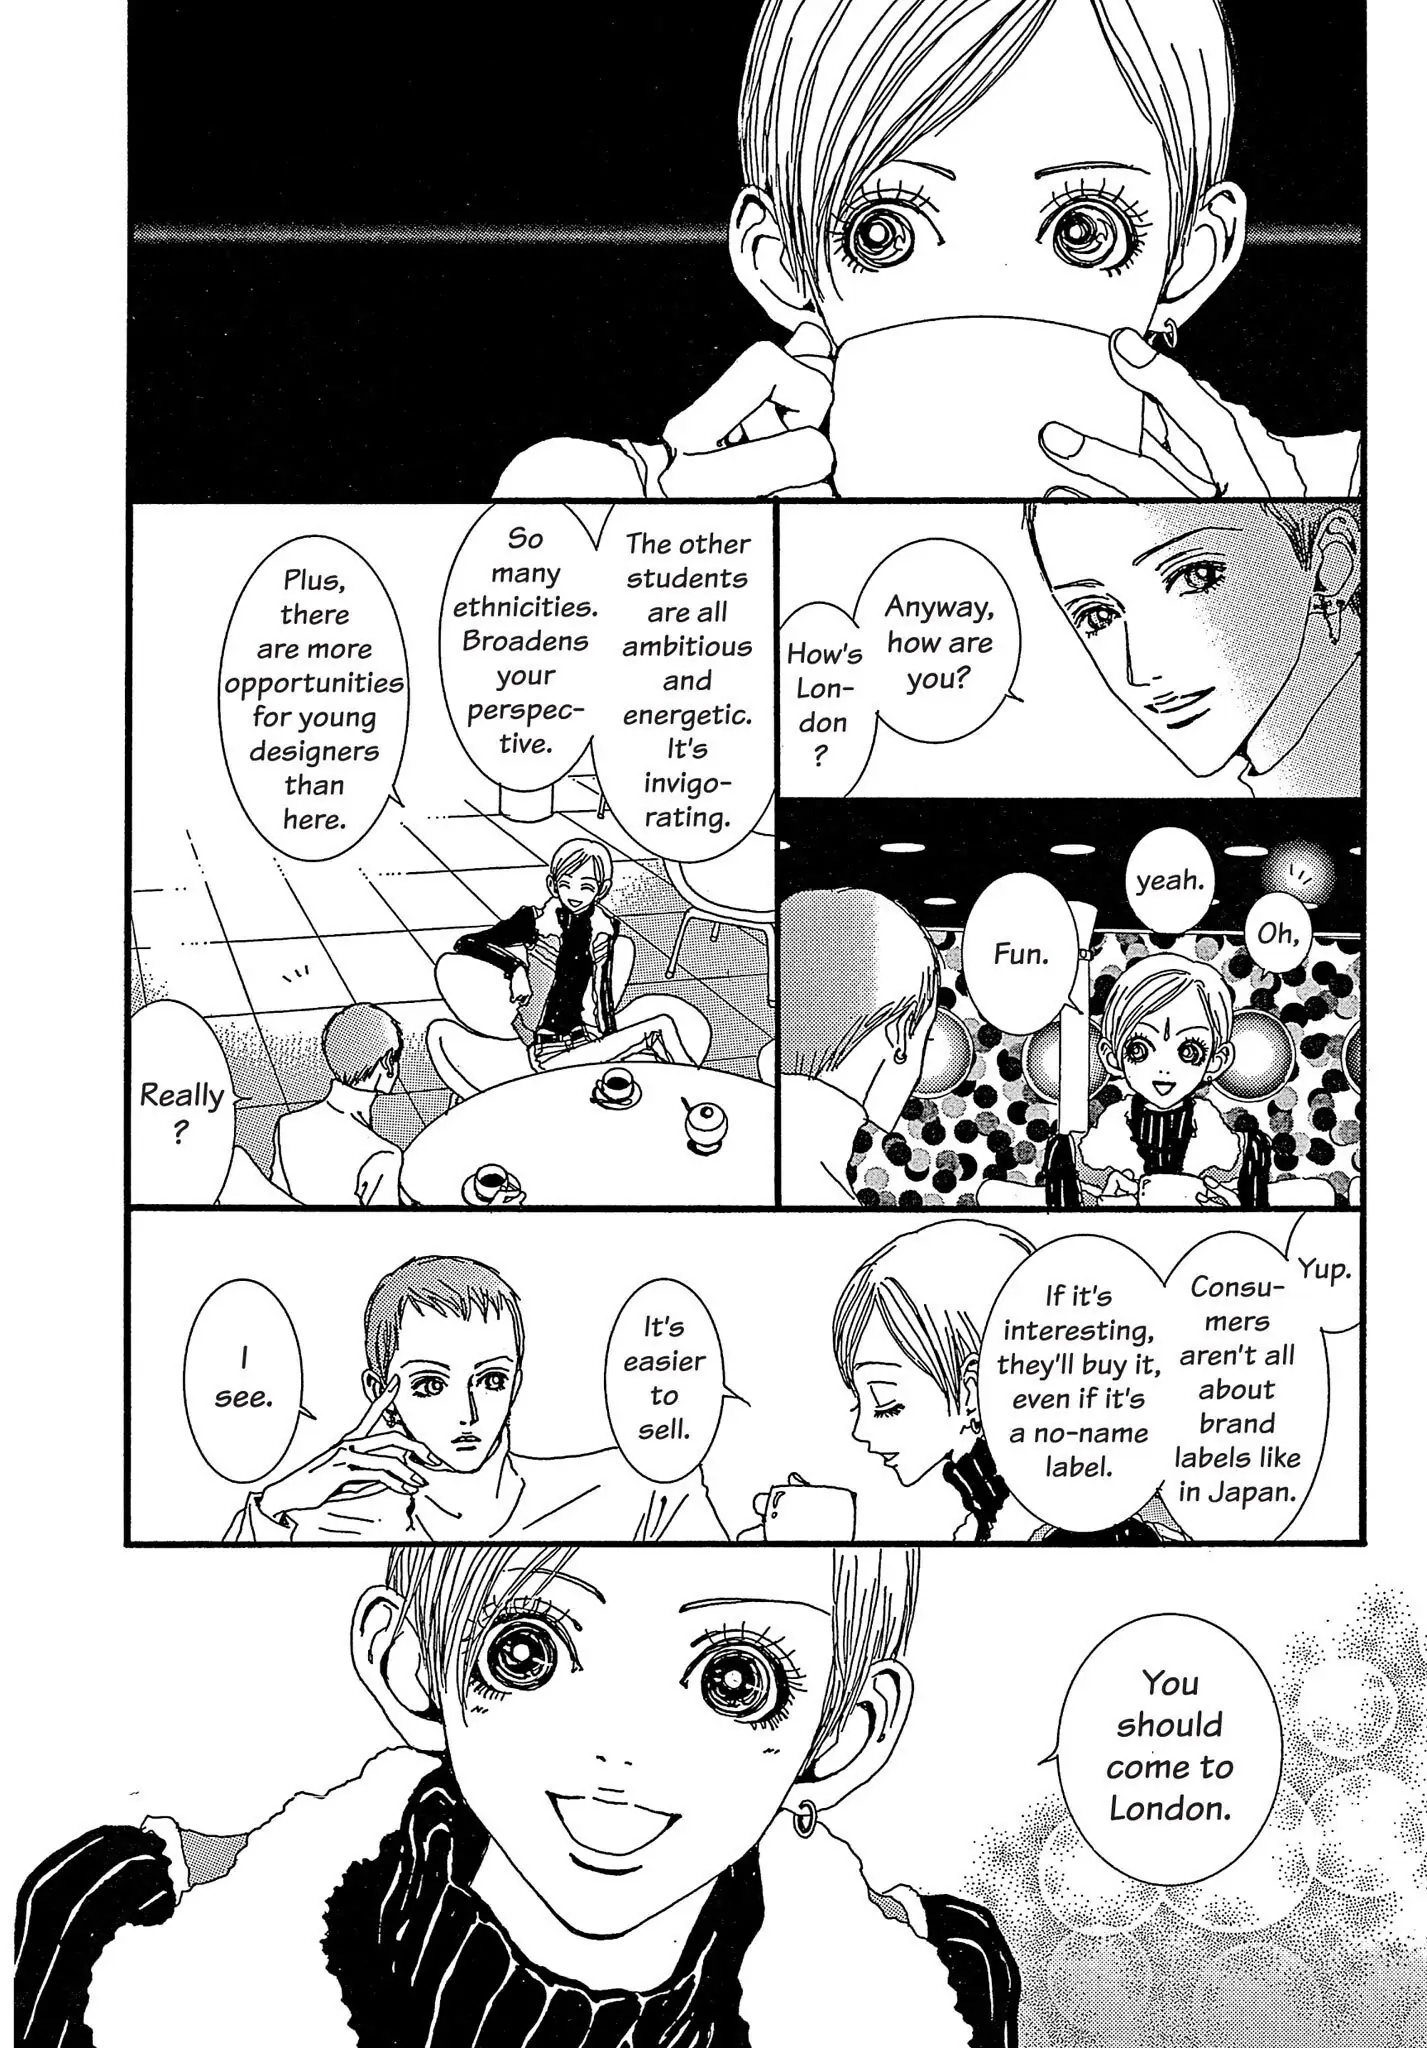 Anyway,
how are
you?
How's
Lon-
don
?
Oh,
yeah.
Fun.
The other
students
are all
ambitious
and
energetic.
It's
invigo-
rating.
So
many
ethnicities.
Broadens
your
perspec-
tive.
Plus,
there
are more
opportunities
for young
designers
than
here.
Really
?
Yup.
Consu-
mers
aren't all
about
brand
labels like
in Japan.
If it's
interesting,
they'll buy it,
even if it's
a no-name
label.
It's
easier
to
sell.
I
see.
You
should
come to
London.